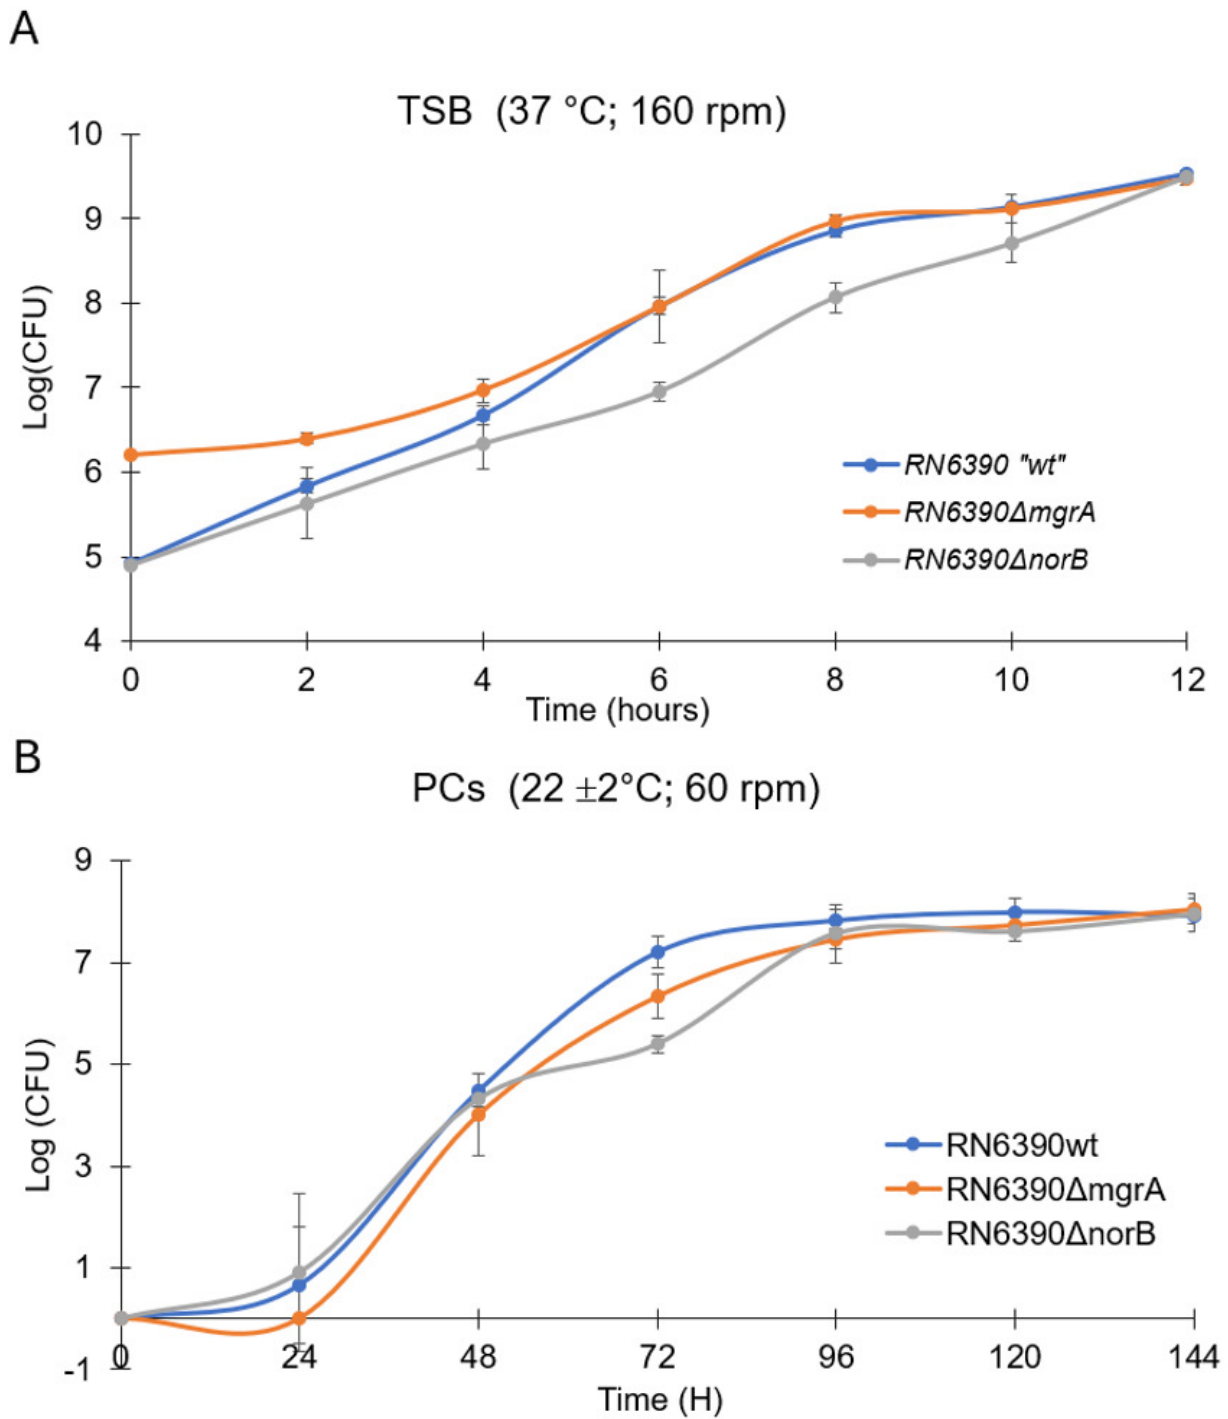 A
TSB (37 °C; 160 rpm)
10
9
8
7
6
5
4
Log(CFU)
RN6390 "wt"
RN6390ΔmgrA
RN6390ΔnorB
0 2 4 6 8 10 12
Time (hours)
B
PCs (22 ±2°C; 60 rpm)
9
7
5
3
1
-1
Log (CFU)
RN6390wt
RN6390ΔmgrA
RN6390ΔnorB
0 24 48 72 96 120 144
Time (H)